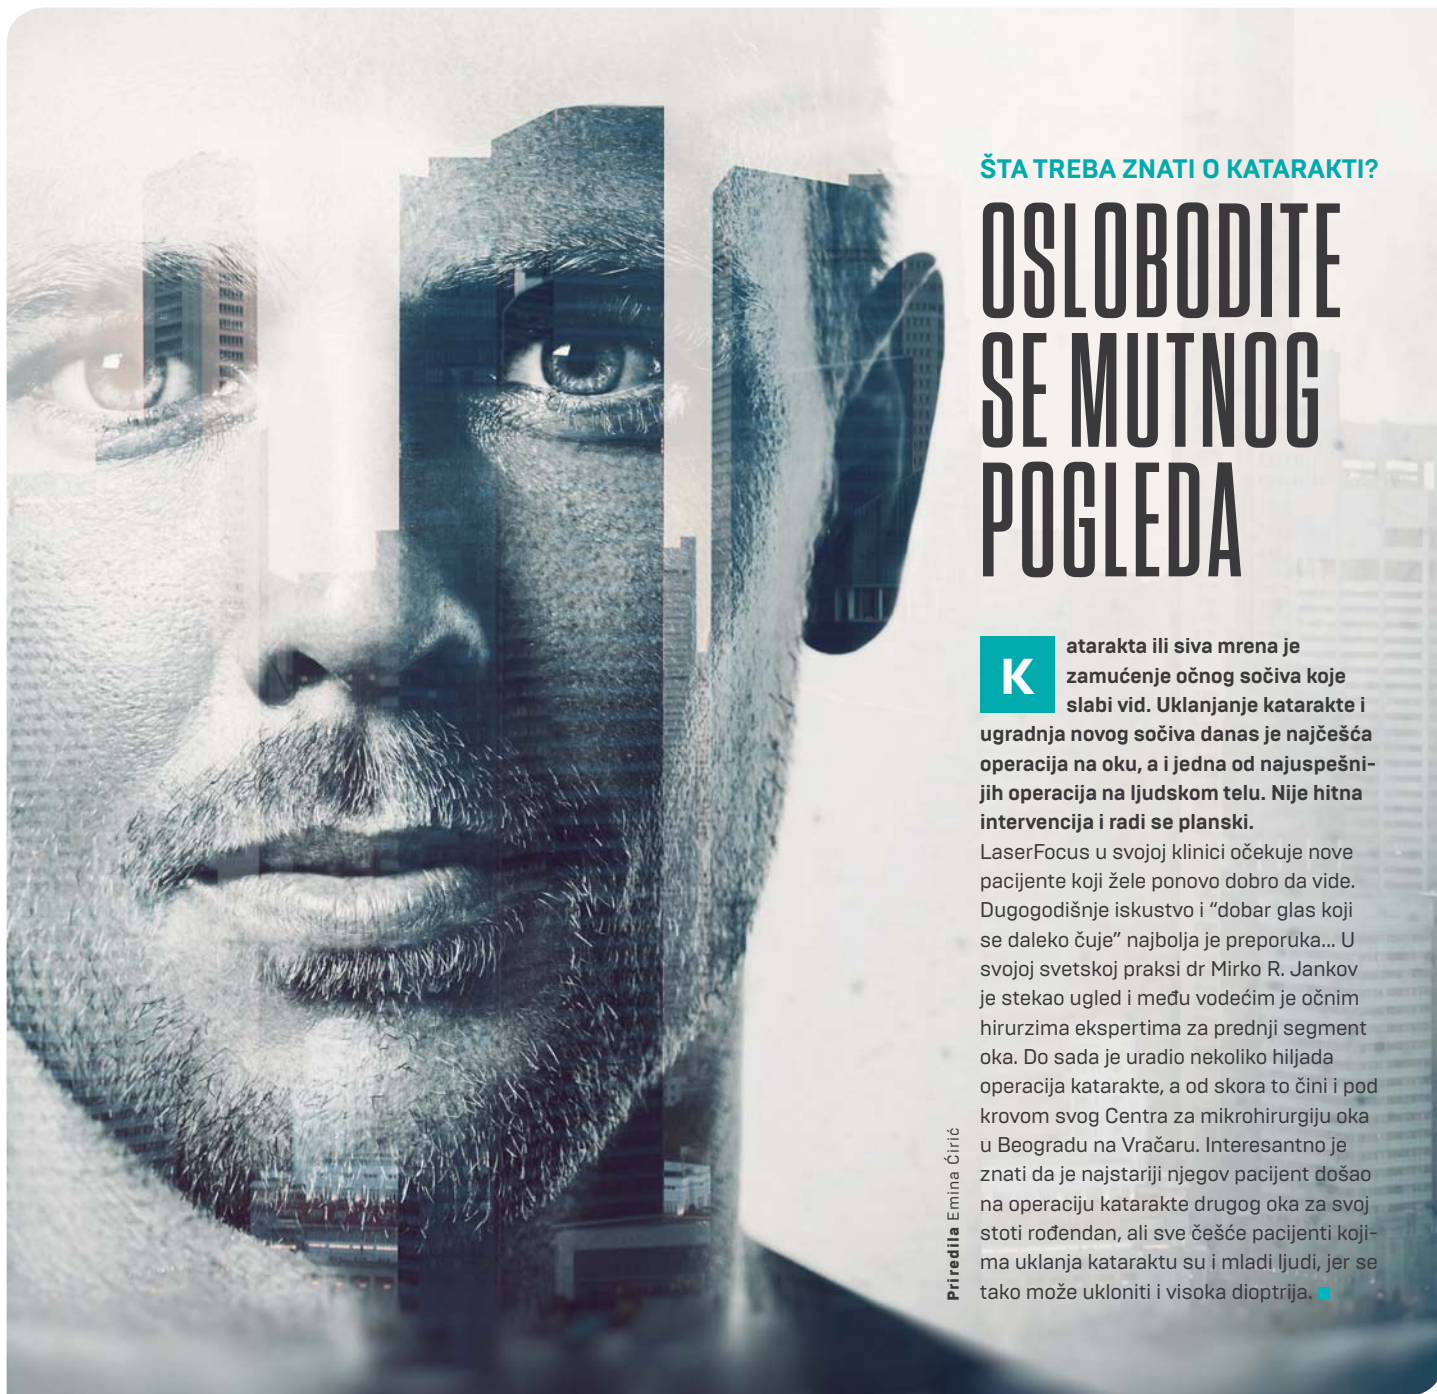 ŠTA TREBA ZNATI O KATARAKTI?
OSLOBODITE
SE MUTNOG
POGLEDA
Katarakta ili siva mrena je
zamućenje očnog sočiva koje
slabi vid. Uklanjanje katarakte i
ugradnja novog sočiva danas je najčešća
operacija na oku, a i jedna od najuspešni-
jih operacija na ljudskom telu. Nije hitna
intervencija i radi se planski.
LaserFocus u svojoj klinici očekuje nove
pacijente koji žele ponovo dobro da vide.
Dugogodišnje iskustvo i “dobar glas koji
se daleko čuje” najbolja je preporuka... U
svojoj svetskoj praksi dr Mirko R. Jankov
je stekao ugled i među vodećim je očnim
hirurzima ekspertima za prednji segment
oka. Do sada je uradio nekoliko hiljada
operacija katarakte, a od skora to čini i pod
krovom svog Centra za mikrohirurgiju oka
u Beogradu na Vračaru. Interesantno je
znati da je najstariji njegov pacijent došao
na operaciju katarakte drugog oka za svoj
stoti rođendan, ali sve češće pacijenti koji-
ma uklanja kataraktu su i mladi ljudi, jer se
tako može ukloniti i visoka dioptrija.
Priredila Emina Ćirić